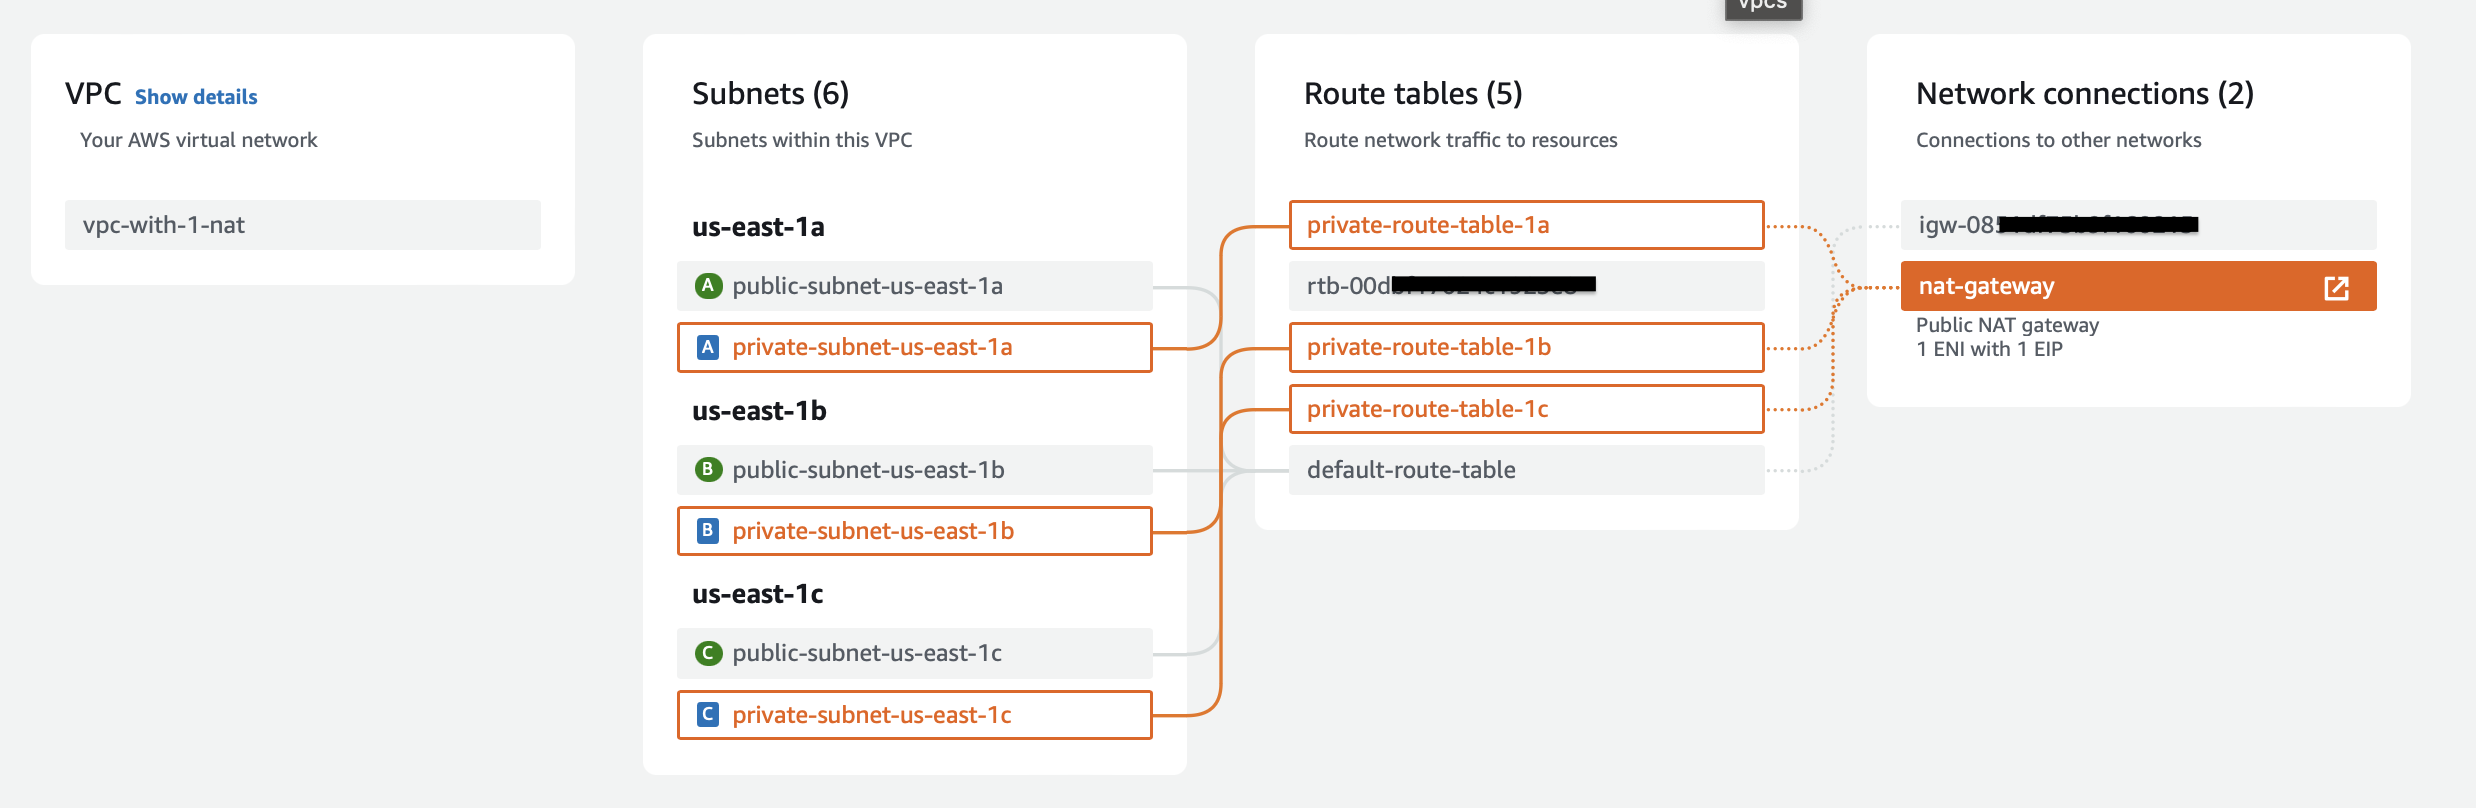 vpcs
VPC Show details
Your AWS virtual network
vpc-with-1-nat
Subnets (6)
Subnets within this VPC
us-east-1a
A public-subnet-us-east-1a
A private-subnet-us-east-1a
us-east-1b
B public-subnet-us-east-1b
B private-subnet-us-east-1b
us-east-1c
C public-subnet-us-east-1c
C private-subnet-us-east-1c
Route tables (5)
Route network traffic to resources
private-route-table-1a
rtb-00d
private-route-table-1b
private-route-table-1c
default-route-table
Network connections (2)
Connections to other networks
igw-08
nat-gateway
Public NAT gateway
1 ENI with 1 EIP